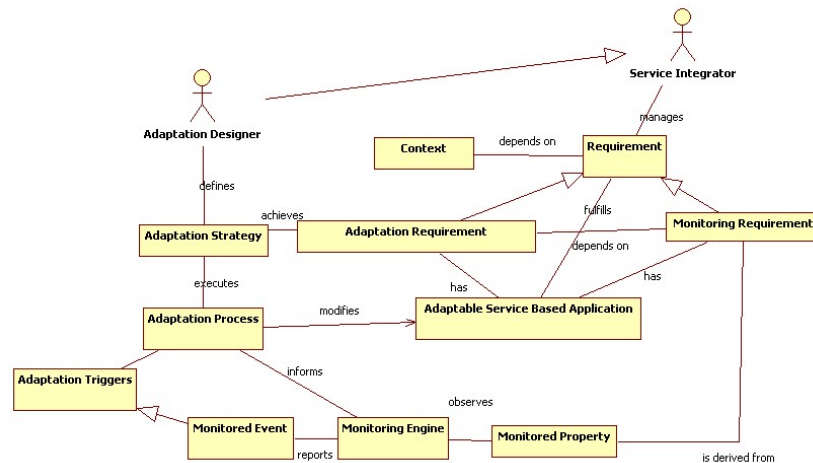 Service Integrator
Adaptation Designer
manages
depends on
Context
Requirement
defines
achieves
fulfills
Adaptation Strategy
Adaptation Requirement
Monitoring Requirement
depends on
executes
has
has
Adaptation Process
modifies
Adaptable Service Based Application
Adaptation Triggers
informs
observes
Monitored Event
Monitoring Engine
Monitored Property
reports
is derived from